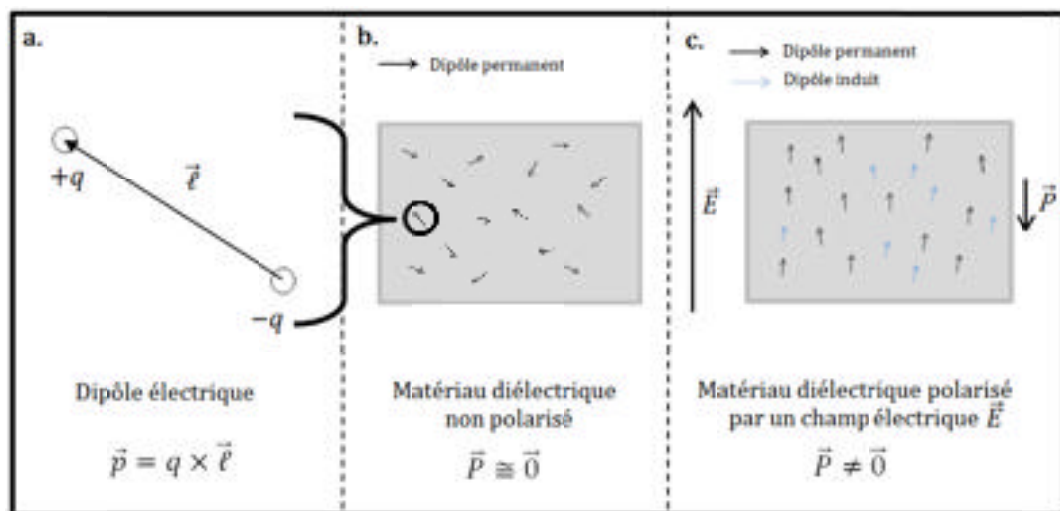 a.
+q
ℓ⃗
−q
Dipôle électrique
p⃗ = q × ℓ⃗
b.
Dipôle permanent
Matériau diélectrique
non polarisé
P⃗ ≅ 0⃗
c.
Dipôle permanent
Dipôle induit
E⃗
P⃗
Matériau diélectrique polarisé
par un champ électrique E⃗
P⃗ ≠ 0⃗